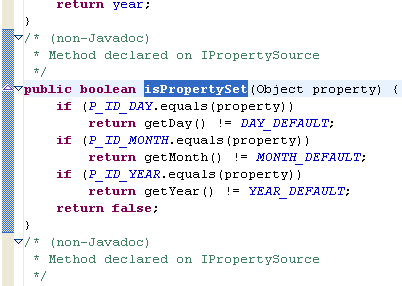 return year;
}
/* (non-Javadoc)
* Method declared on IPropertySource
*/
public boolean isPropertySet(Object property) {
if (P_ID_DAY.equals(property))
return getDay() != DAY_DEFAULT;
if (P_ID_MONTH.equals(property))
return getMonth() != MONTH_DEFAULT;
if (P_ID_YEAR.equals(property))
return getYear() != YEAR_DEFAULT;
return false;
}
/* (non-Javadoc)
* Method declared on IPropertySource
*/